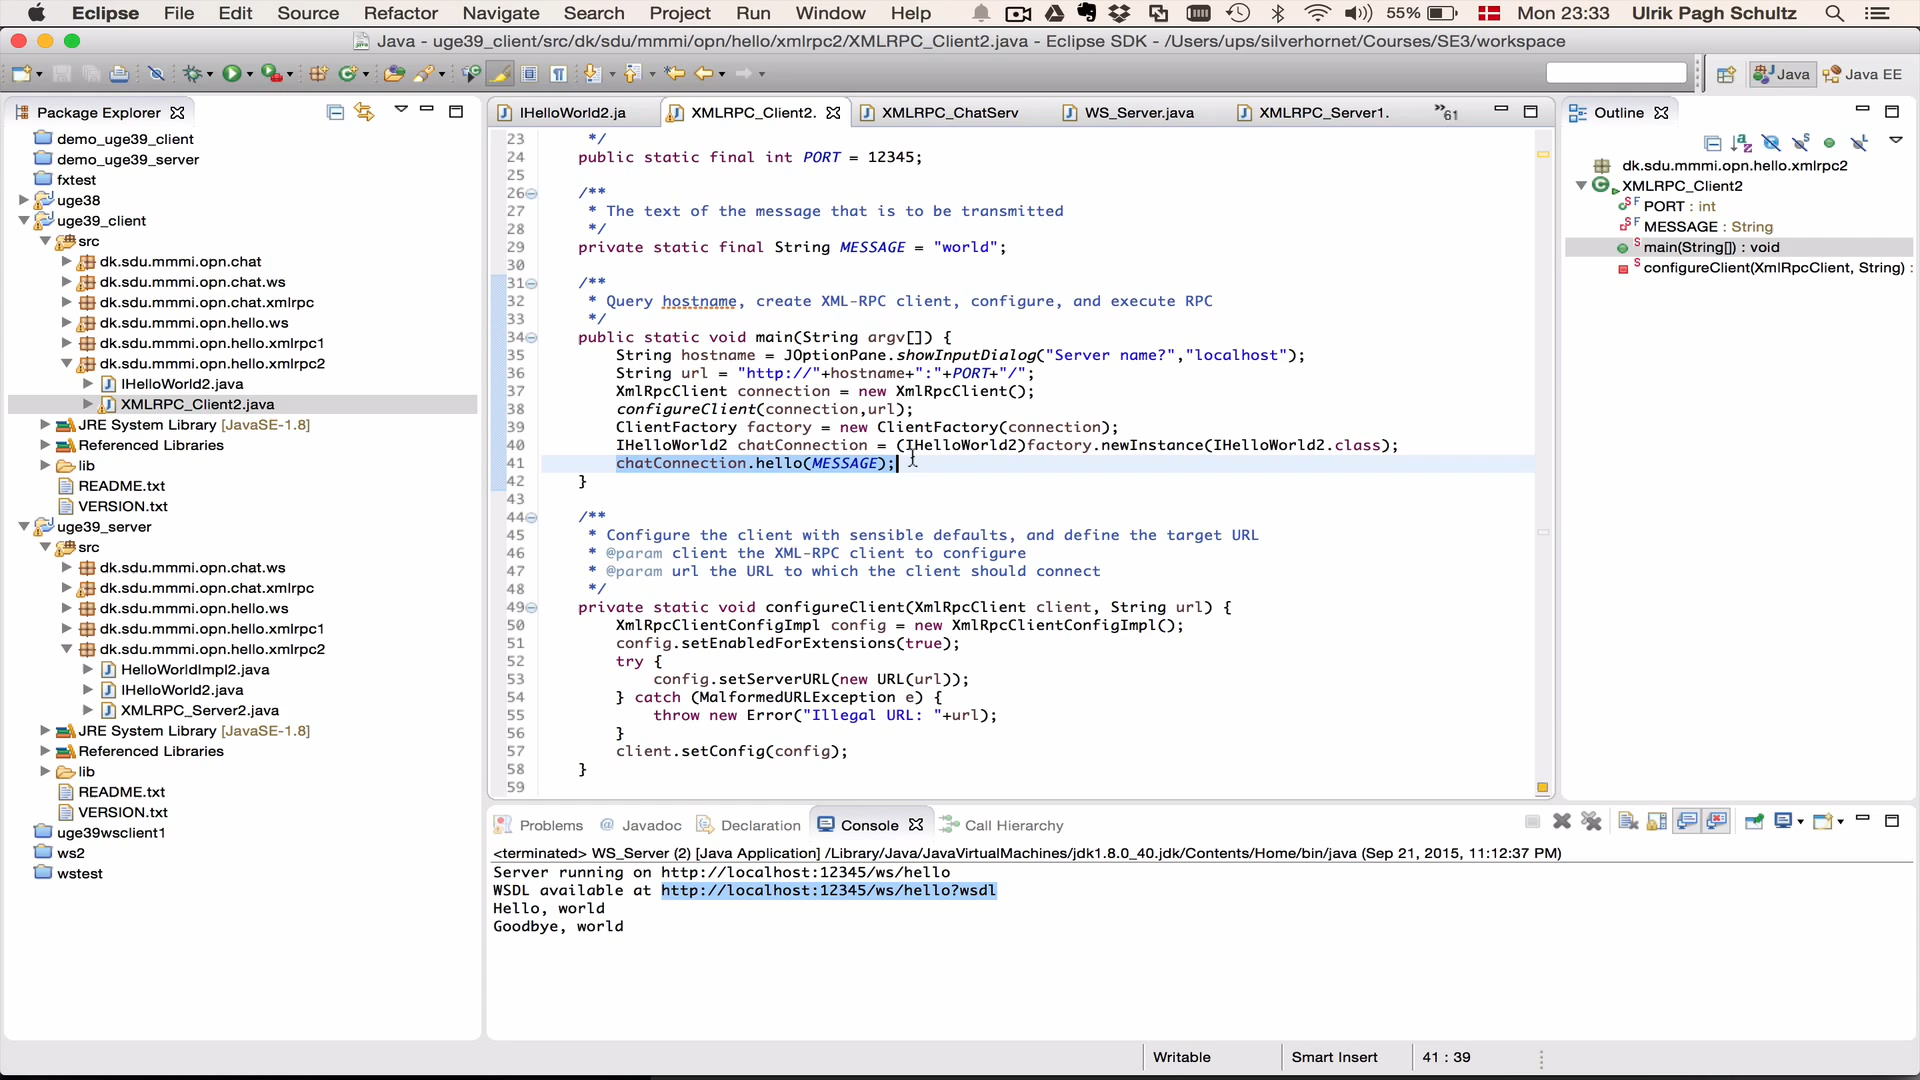 Eclipse File Edit Source Refactor Navigate Search Project Run Window Help 55% Mon 23:33 Ulrik Pagh Schultz
Java - uge39_client/src/dk/sdu/mmmi/opn/hello/xmlrpc2/XMLRPC_Client2.java - Eclipse SDK - /Users/ups/silverhornet/Courses/SE3/workspace
Java Java EE
Package Explorer
demo_uge39_client
demo_uge39_server
fxtest
uge38
uge39_client
src
dk.sdu.mmmi.opn.chat
dk.sdu.mmmi.opn.chat.ws
dk.sdu.mmmi.opn.chat.xmlrpc
dk.sdu.mmmi.opn.hello.ws
dk.sdu.mmmi.opn.hello.xmlrpc1
dk.sdu.mmmi.opn.hello.xmlrpc2
IHelloWorld2.java
XMLRPC_Client2.java
JRE System Library [JavaSE-1.8]
Referenced Libraries
lib
README.txt
VERSION.txt
uge39_server
src
dk.sdu.mmmi.opn.chat.ws
dk.sdu.mmmi.opn.chat.xmlrpc
dk.sdu.mmmi.opn.hello.ws
dk.sdu.mmmi.opn.hello.xmlrpc1
dk.sdu.mmmi.opn.hello.xmlrpc2
HelloWorldImpl2.java
IHelloWorld2.java
XMLRPC_Server2.java
JRE System Library [JavaSE-1.8]
Referenced Libraries
lib
README.txt
VERSION.txt
uge39wsclient1
ws2
wstest
IHelloWorld2.ja XMLRPC_Client2. XMLRPC_ChatServ WS_Server.java XMLRPC_Server1. »61
23 */
24 public static final int PORT = 12345;
25
26 /**
27 * The text of the message that is to be transmitted
28 */
29 private static final String MESSAGE = "world";
30
31 /**
32 * Query hostname, create XML-RPC client, configure, and execute RPC
33 */
34 public static void main(String argv[]) {
35 String hostname = JOptionPane.showInputDialog("Server name?","localhost");
36 String url = "http://"+hostname+":"+PORT+"/";
37 XmlRpcClient connection = new XmlRpcClient();
38 configureClient(connection,url);
39 ClientFactory factory = new ClientFactory(connection);
40 IHelloWorld2 chatConnection = (IHelloWorld2)factory.newInstance(IHelloWorld2.class);
41 chatConnection.hello(MESSAGE);
42 }
43
44 /**
45 * Configure the client with sensible defaults, and define the target URL
46 * @param client the XML-RPC client to configure
47 * @param url the URL to which the client should connect
48 */
49 private static void configureClient(XmlRpcClient client, String url) {
50 XmlRpcClientConfigImpl config = new XmlRpcClientConfigImpl();
51 config.setEnabledForExtensions(true);
52 try {
53 config.setServerURL(new URL(url));
54 } catch (MalformedURLException e) {
55 throw new Error("Illegal URL: "+url);
56 }
57 client.setConfig(config);
58 }
59
Outline
dk.sdu.mmmi.opn.hello.xmlrpc2
XMLRPC_Client2
PORT : int
MESSAGE : String
main(String[]) : void
configureClient(XmlRpcClient, String) :
Problems Javadoc Declaration Console Call Hierarchy
<terminated> WS_Server (2) [Java Application] /Library/Java/JavaVirtualMachines/jdk1.8.0_40.jdk/Contents/Home/bin/java (Sep 21, 2015, 11:12:37 PM)
Server running on http://localhost:12345/ws/hello
WSDL available at http://localhost:12345/ws/hello?wsdl
Hello, world
Goodbye, world
Writable Smart Insert 41 : 39